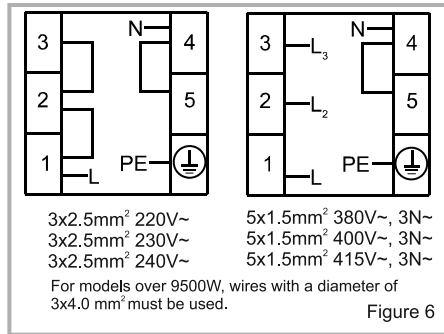 3 N 4
2 5
1 L PE
3 L3 N 4
2 L2 5
1 L PE
3x2.5mm² 220V~
3x2.5mm² 230V~
3x2.5mm² 240V~
5x1.5mm² 380V~, 3N~
5x1.5mm² 400V~, 3N~
5x1.5mm² 415V~, 3N~
For models over 9500W, wires with a diameter of
3x4.0 mm² must be used.
Figure 6